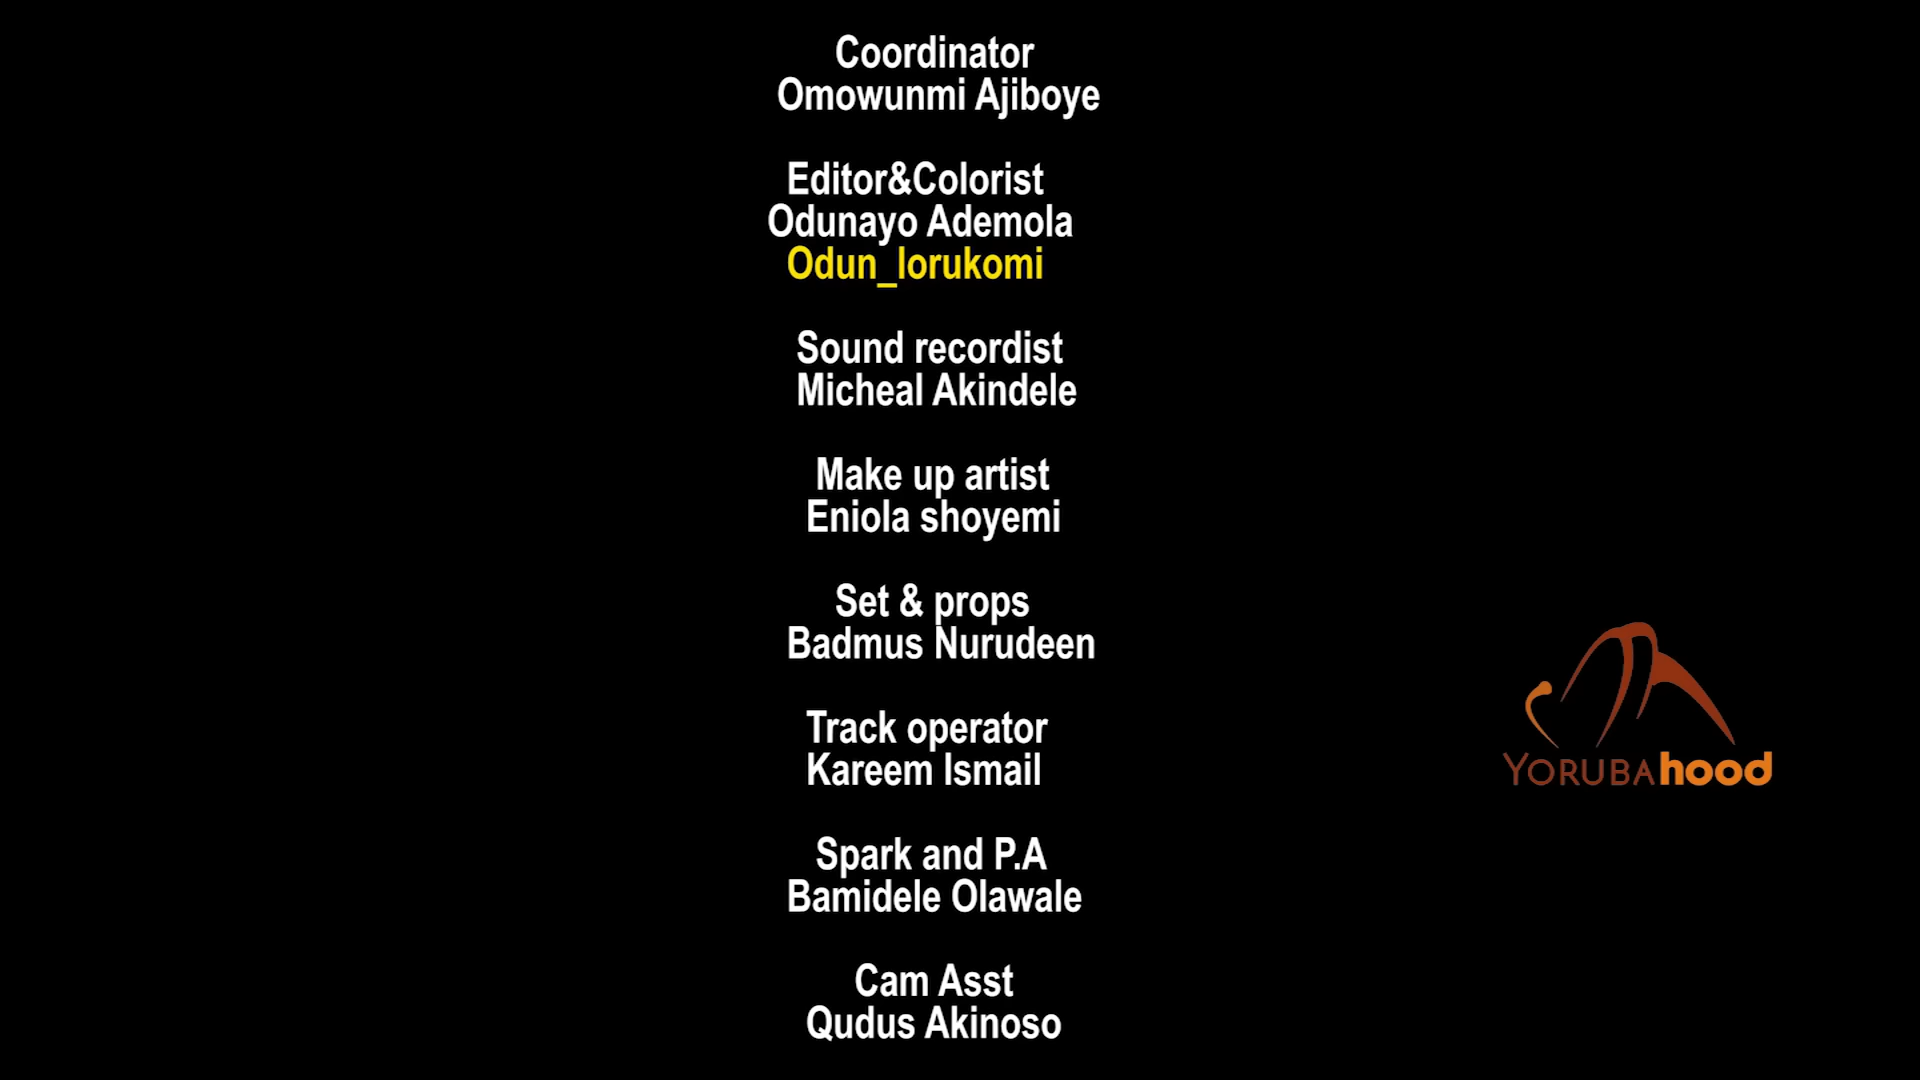 Coordinator
Omowunmi Ajiboye
Editor&Colorist
Odunayo Ademola
Odun_lorukomi
Sound recordist
Micheal Akindele
Make up artist
Eniola shoyemi
Set & props
Badmus Nurudeen
Track operator
Kareem Ismail
Spark and P.A
Bamidele Olawale
Cam Asst
Qudus Akinoso
YORUBAhood